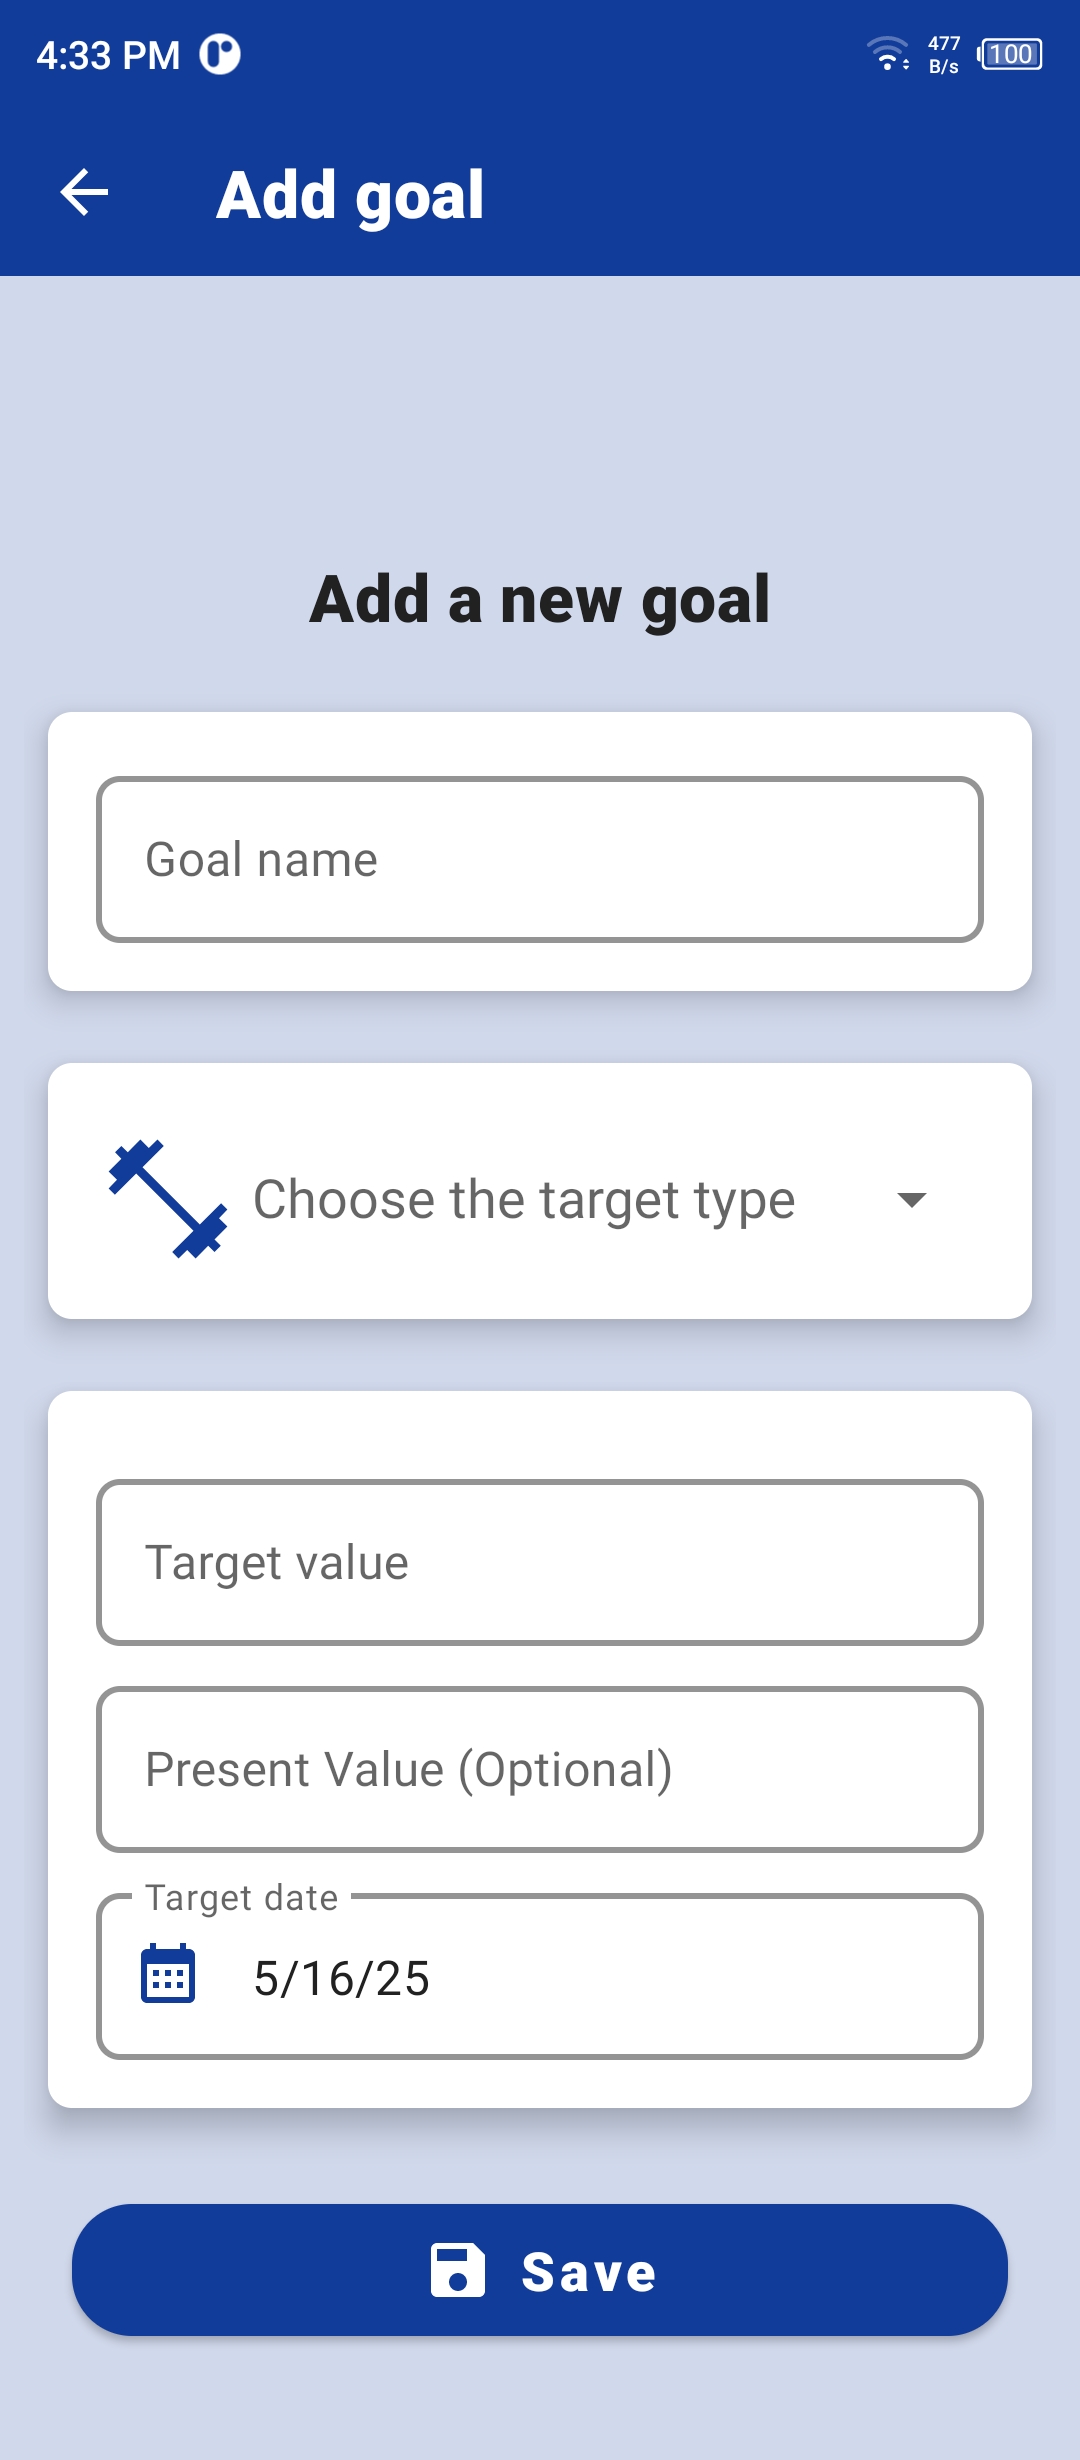 4:33 PM
477
B/s
100
Add goal
Add a new goal
Goal name
Choose the target type
Target value
Present Value (Optional)
Target date
5/16/25
Save